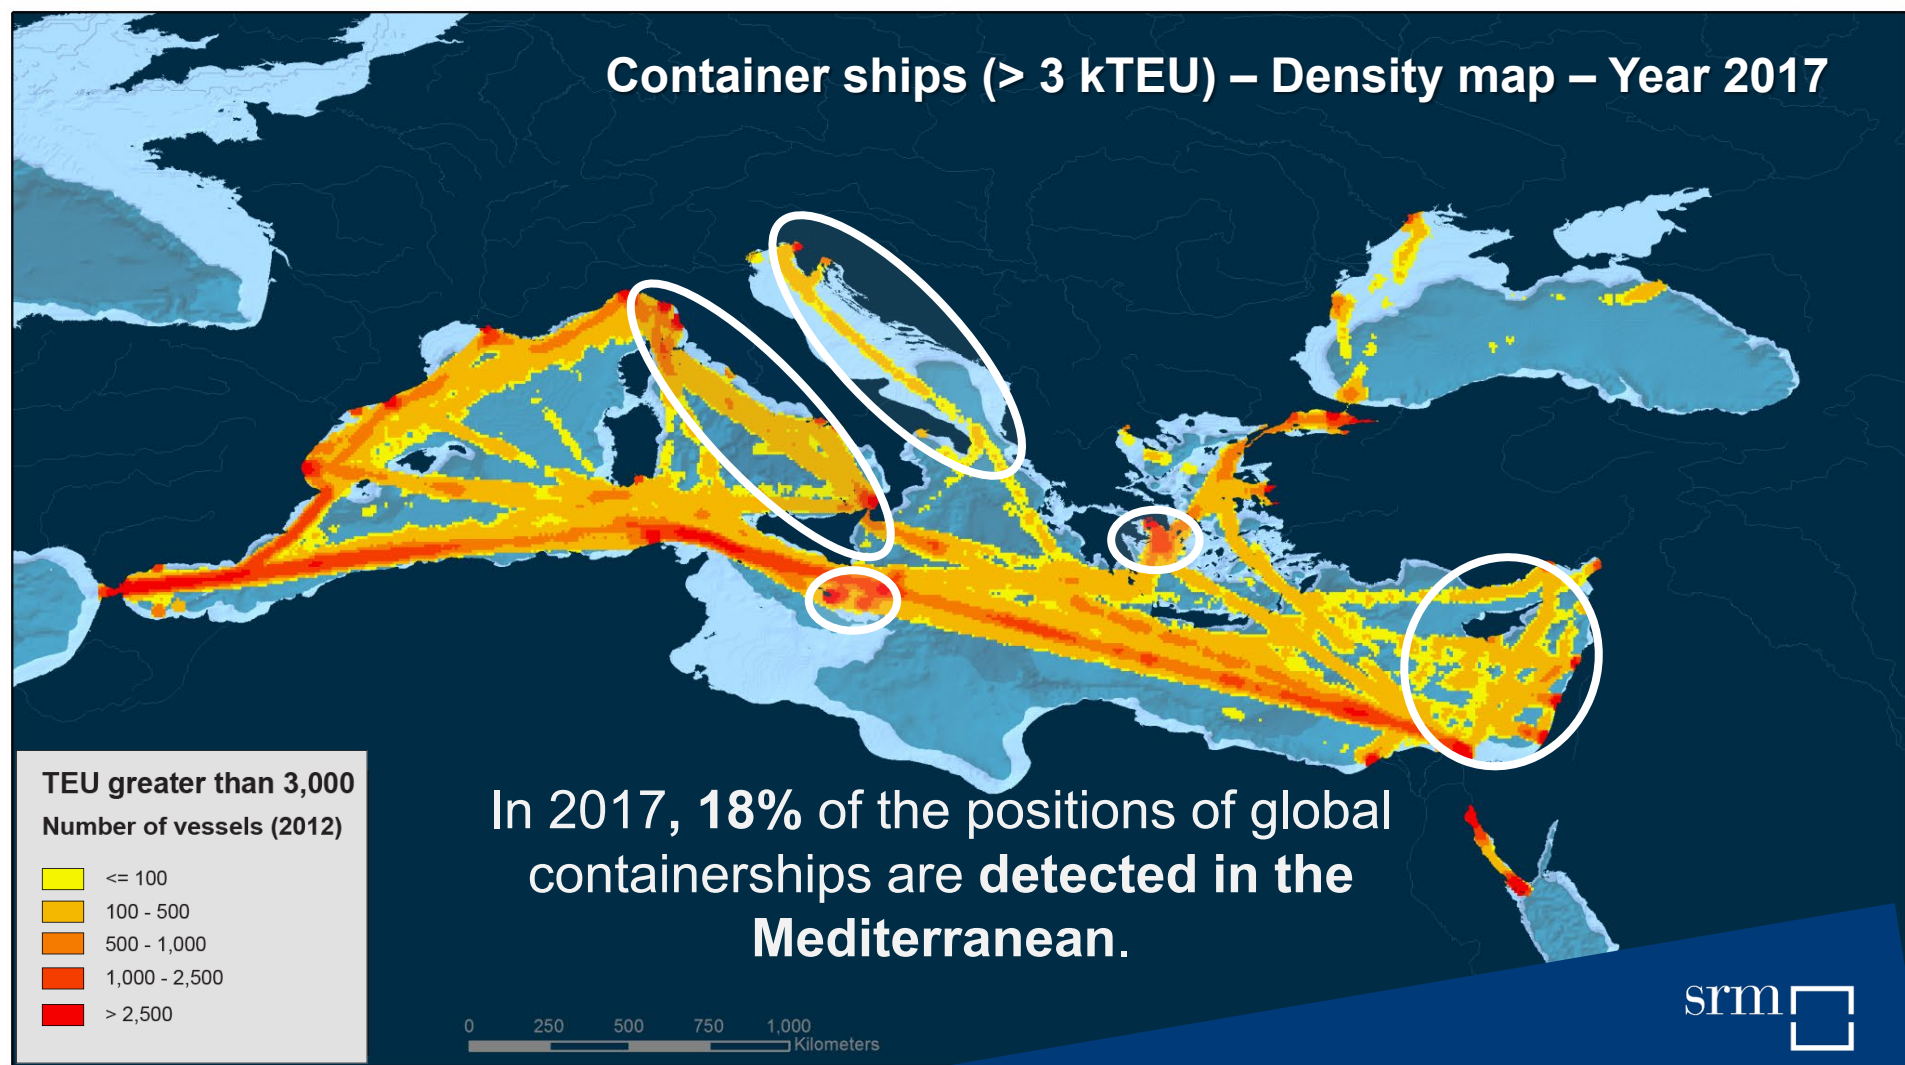 Container ships (> 3 kTEU) – Density map – Year 2017
TEU greater than 3,000
Number of vessels (2012)
<= 100
100 - 500
500 - 1,000
1,000 - 2,500
> 2,500
In 2017, 18% of the positions of global
containerships are detected in the
Mediterranean.
0 250 500 750 1,000
Kilometers
srm